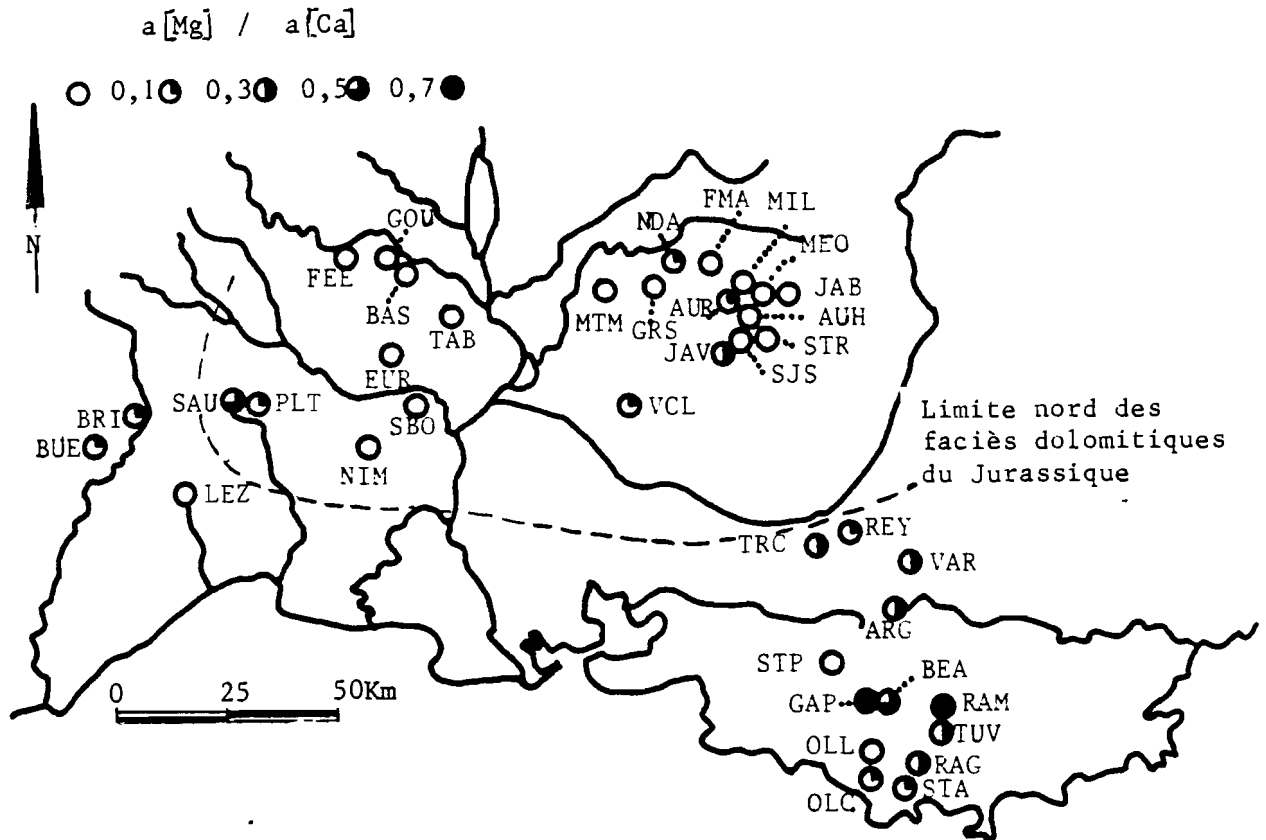 a[Mg] / a[Ca]
0,1 0,3 0,5 0,7
N
FMA MIL
GOU NDA MEO
FEE JAB
BAS TAB MTM GRS AUR AUH
EUR JAV STR
SJS
SAU PLT SBO VCL
BRI
BUE
NIM
LEZ
Limite nord des
faciès dolomitiques
du Jurassique
TRC REY
VAR
ARG
STP BEA
GAP RAM
TUV
OLL RAG
OLC STA
0 25 50Km